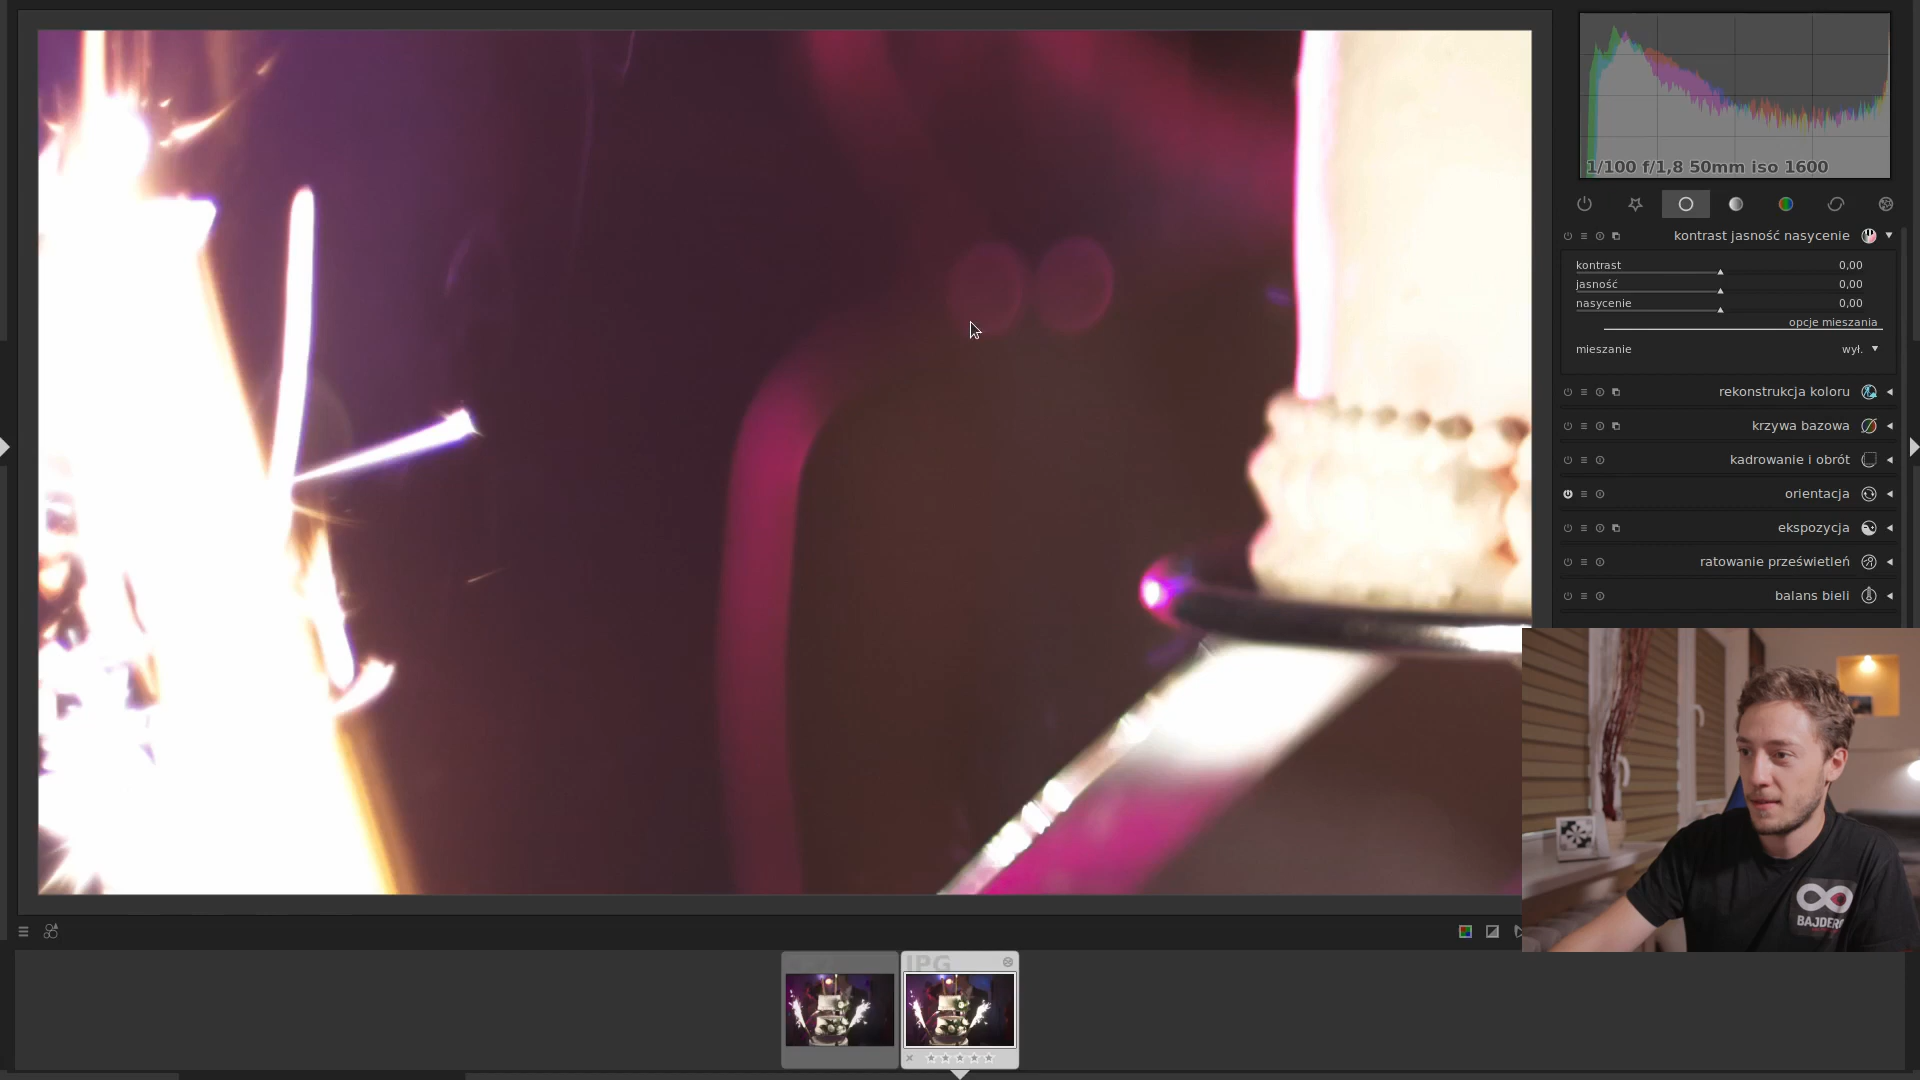 1/100 f/1,8 50mm iso 1600
kontrast jasność nasycenie
kontrast 0,00
jasność 0,00
nasycenie 0,00
opcje mieszania
mieszanie wył.
rekonstrukcja koloru
krzywa bazowa
kadrowanie i obrót
orientacja
ekspozycja
ratowanie prześwietleń
balans bieli
JPG